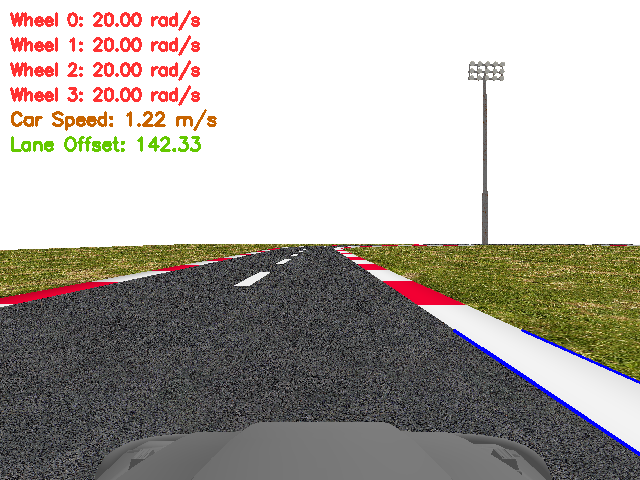 Wheel 0: 20.00 rad/s
Wheel 1: 20.00 rad/s
Wheel 2: 20.00 rad/s
Wheel 3: 20.00 rad/s
Car Speed: 1.22 m/s
Lane Offset: 142.33